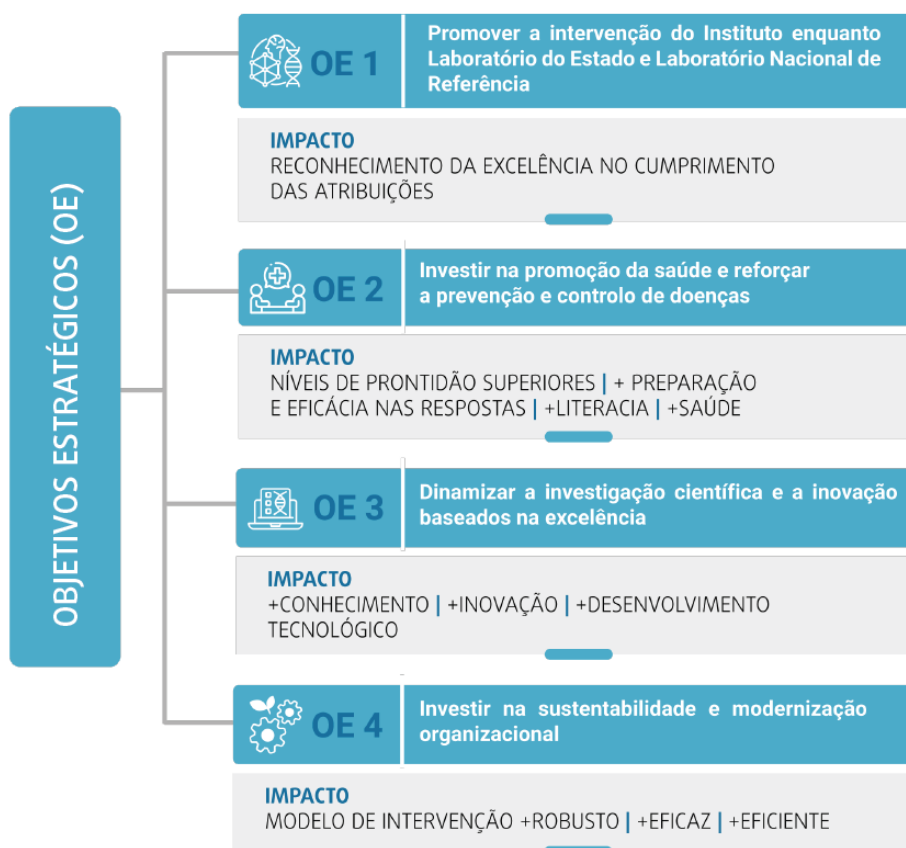 OBJETIVOS ESTRATÉGICOS (OE)
OE 1
Promover a intervenção do Instituto enquanto
Laboratório do Estado e Laboratório Nacional de
Referência
IMPACTO
RECONHECIMENTO DA EXCELÊNCIA NO CUMPRIMENTO
DAS ATRIBUIÇÕES
OE 2
Investir na promoção da saúde e reforçar
a prevenção e controlo de doenças
IMPACTO
NÍVEIS DE PRONTIDÃO SUPERIORES | + PREPARAÇÃO
E EFICÁCIA NAS RESPOSTAS | +LITERACIA | +SAÚDE
OE 3
Dinamizar a investigação científica e a inovação
baseados na excelência
IMPACTO
+CONHECIMENTO | +INOVAÇÃO | +DESENVOLVIMENTO
TECNOLÓGICO
OE 4
Investir na sustentabilidade e modernização
organizacional
IMPACTO
MODELO DE INTERVENÇÃO +ROBUSTO | +EFICAZ | +EFICIENTE